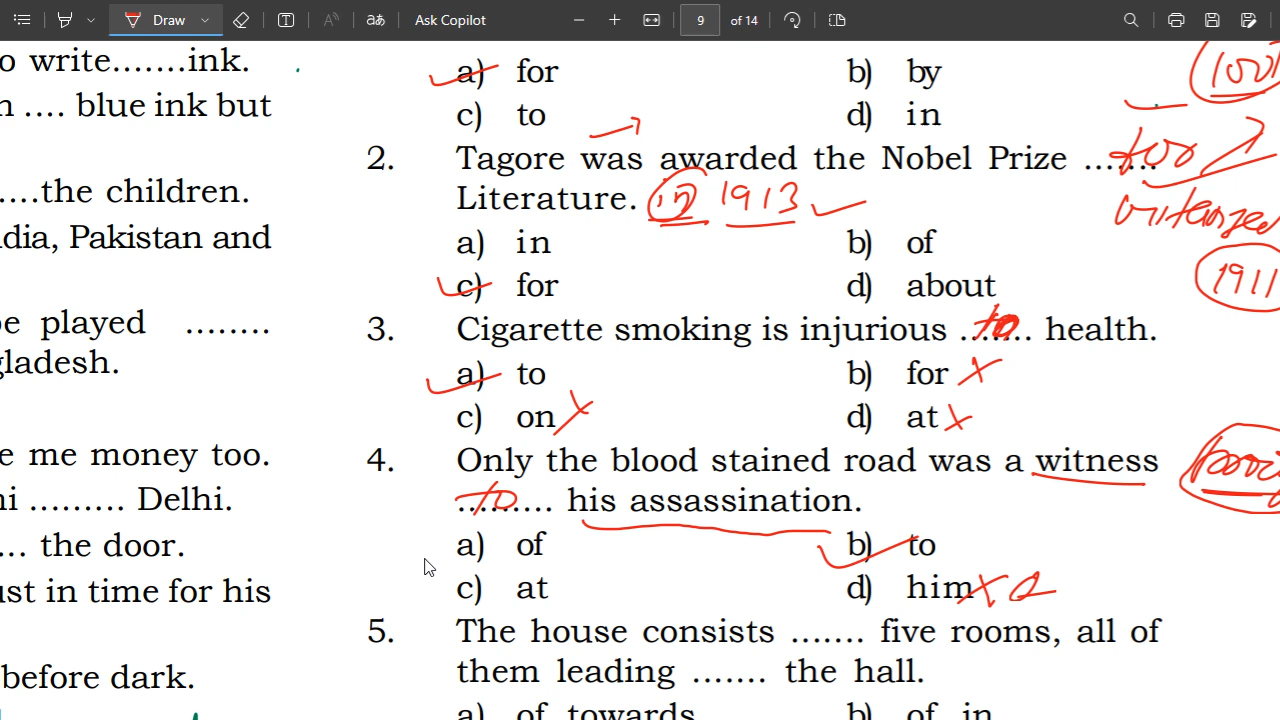 Draw
Ask Copilot
9 of 14
o write.......ink.
n .... blue ink but
.....the children.
dia, Pakistan and
be played ........
gladesh.
e me money too.
ni ......... Delhi.
... the door.
ust in time for his
before dark.
a) for b) by
c) to d) in
2. Tagore was awarded the Nobel Prize .......
Literature. in 1913
a) in b) of
c) for d) about
3. Cigarette smoking is injurious ....... health.
to
a) to b) for
c) on d) at
4. Only the blood stained road was a witness
......... his assassination.
to
a) of b) to
c) at d) him
5. The house consists ....... five rooms, all of
them leading ....... the hall.
a) of towards b) of in
for
1911